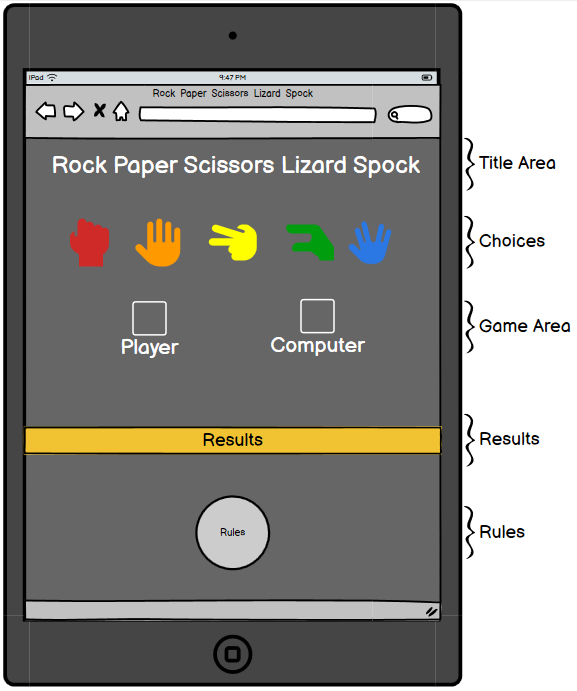 iPad 9:47 PM
Rock Paper Scissors Lizard Spock
Rock Paper Scissors Lizard Spock
Title Area
Choices
Player
Computer
Game Area
Results
Results
Rules
Rules